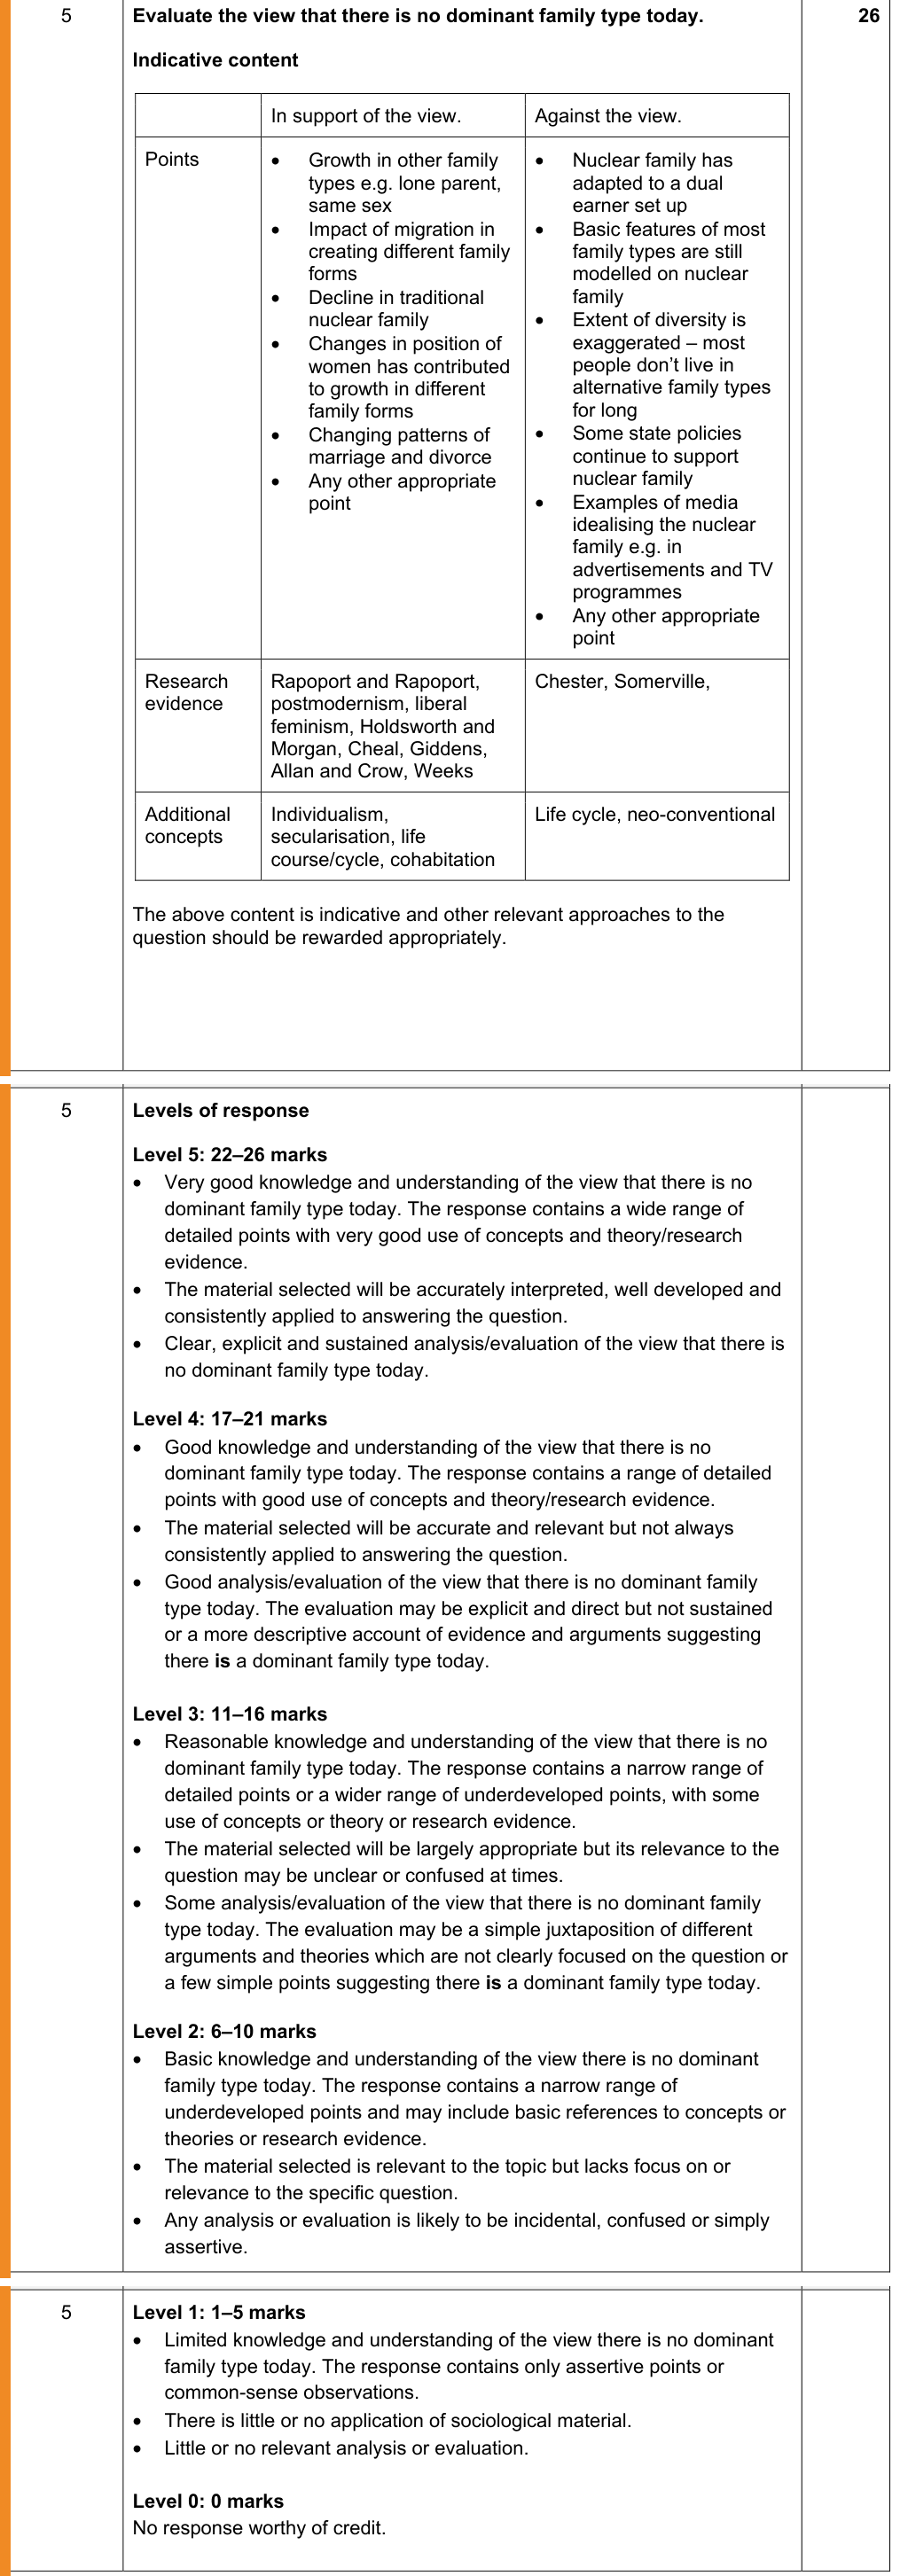 5
Evaluate the view that there is no dominant family type today.
26
Indicative content
In support of the view.
Against the view.
Points
• Growth in other family
types e.g. lone parent,
same sex
• Impact of migration in
creating different family
forms
• Decline in traditional
nuclear family
• Changes in position of
women has contributed
to growth in different
family forms
• Changing patterns of
marriage and divorce
• Any other appropriate
point
• Nuclear family has
adapted to a dual
earner set up
• Basic features of most
family types are still
modelled on nuclear
family
• Extent of diversity is
exaggerated – most
people don’t live in
alternative family types
for long
• Some state policies
continue to support
nuclear family
• Examples of media
idealising the nuclear
family e.g. in
advertisements and TV
programmes
• Any other appropriate
point
Research
evidence
Rapoport and Rapoport,
postmodernism, liberal
feminism, Holdsworth and
Morgan, Cheal, Giddens,
Allan and Crow, Weeks
Chester, Somerville,
Additional
concepts
Individualism,
secularisation, life
course/cycle, cohabitation
Life cycle, neo-conventional
The above content is indicative and other relevant approaches to the
question should be rewarded appropriately.
5
Levels of response
Level 5: 22–26 marks
• Very good knowledge and understanding of the view that there is no
dominant family type today. The response contains a wide range of
detailed points with very good use of concepts and theory/research
evidence.
• The material selected will be accurately interpreted, well developed and
consistently applied to answering the question.
• Clear, explicit and sustained analysis/evaluation of the view that there is
no dominant family type today.
Level 4: 17–21 marks
• Good knowledge and understanding of the view that there is no
dominant family type today. The response contains a range of detailed
points with good use of concepts and theory/research evidence.
• The material selected will be accurate and relevant but not always
consistently applied to answering the question.
• Good analysis/evaluation of the view that there is no dominant family
type today. The evaluation may be explicit and direct but not sustained
or a more descriptive account of evidence and arguments suggesting
there is a dominant family type today.
Level 3: 11–16 marks
• Reasonable knowledge and understanding of the view that there is no
dominant family type today. The response contains a narrow range of
detailed points or a wider range of underdeveloped points, with some
use of concepts or theory or research evidence.
• The material selected will be largely appropriate but its relevance to the
question may be unclear or confused at times.
• Some analysis/evaluation of the view that there is no dominant family
type today. The evaluation may be a simple juxtaposition of different
arguments and theories which are not clearly focused on the question or
a few simple points suggesting there is a dominant family type today.
Level 2: 6–10 marks
• Basic knowledge and understanding of the view there is no dominant
family type today. The response contains a narrow range of
underdeveloped points and may include basic references to concepts or
theories or research evidence.
• The material selected is relevant to the topic but lacks focus on or
relevance to the specific question.
• Any analysis or evaluation is likely to be incidental, confused or simply
assertive.
5
Level 1: 1–5 marks
• Limited knowledge and understanding of the view there is no dominant
family type today. The response contains only assertive points or
common-sense observations.
• There is little or no application of sociological material.
• Little or no relevant analysis or evaluation.
Level 0: 0 marks
No response worthy of credit.